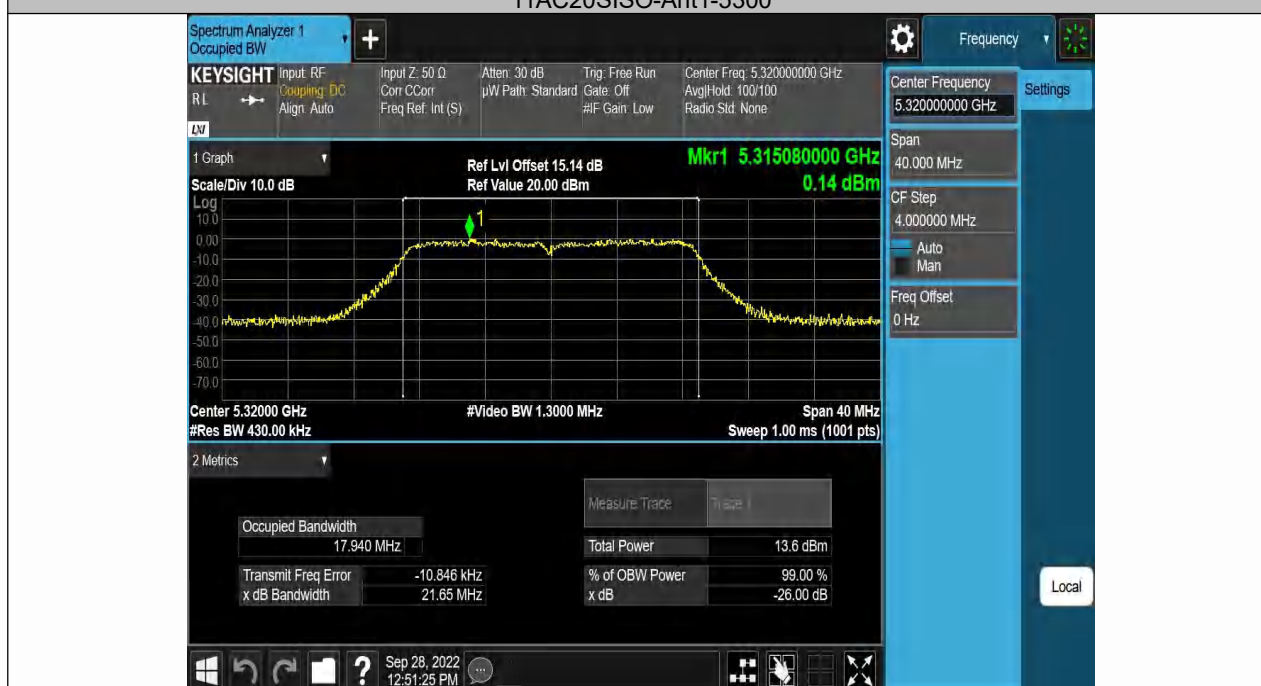 11AC20SISO-Ant1-5300
Spectrum Analyzer 1
Occupied BW
Frequency
KEYSIGHT
RL
LXI
Input: RF
Coupling: DC
Align: Auto
Input Z: 50 Ω
Corr CCorr
Freq Ref: Int (S)
Atten: 30 dB
µW Path: Standard
Trig: Free Run
Gate: Off
#IF Gain: Low
Center Freq: 5.320000000 GHz
Avg|Hold: 100/100
Radio Std: None
Center Frequency
5.320000000 GHz
Settings
Span
40.000 MHz
CF Step
4.000000 MHz
Auto
Man
Freq Offset
0 Hz
Local
1 Graph
Scale/Div 10.0 dB
Ref Lvl Offset 15.14 dB
Ref Value 20.00 dBm
Mkr1 5.315080000 GHz
0.14 dBm
Log
10.0
0.00
-10.0
-20.0
-30.0
-40.0
-50.0
-60.0
-70.0
1
Center 5.32000 GHz
#Video BW 1.3000 MHz
Span 40 MHz
#Res BW 430.00 kHz
Sweep 1.00 ms (1001 pts)
2 Metrics
Measure Trace
Trace 1
Occupied Bandwidth
17.940 MHz
Total Power
13.6 dBm
Transmit Freq Error
-10.846 kHz
% of OBW Power
99.00 %
x dB Bandwidth
21.65 MHz
x dB
-26.00 dB
Sep 28, 2022
12:51:25 PM